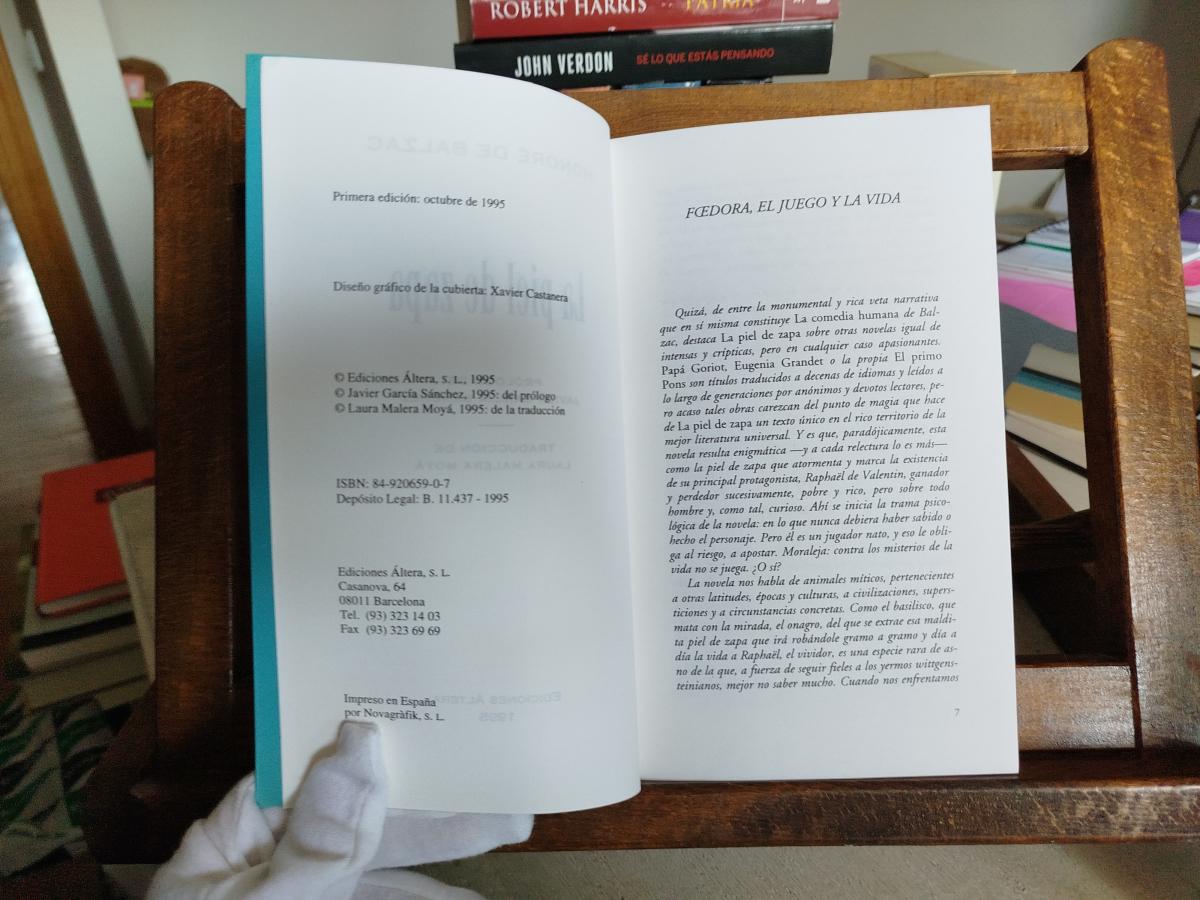 ROBERT HARRIS PATRIA
JOHN VERDON SÉ LO QUE ESTÁS PENSANDO
Primera edición: octubre de 1995
Diseño gráfico de la cubierta: Xavier Castanera
© Ediciones Áltera, S. L., 1995
© Javier García Sánchez, 1995: del prólogo
© Laura Malera Moyá, 1995: de la traducción
ISBN: 84-920659-0-7
Depósito Legal: B. 11.437 - 1995
Ediciones Áltera, S. L.
Casanova, 64
08011 Barcelona
Tel. (93) 323 14 03
Fax (93) 323 69 69
Impreso en España
por Novagràfik, S. L.
FŒDORA, EL JUEGO Y LA VIDA
Quizá, de entre la monumental y rica veta narrativa
que en sí misma constituye La comedia humana de Bal-
zac, destaca La piel de zapa sobre otras novelas igual de
intensas y crípticas, pero en cualquier caso apasionantes.
Papá Goriot, Eugenia Grandet o la propia El primo
Pons son títulos traducidos a decenas de idiomas y leídos a
lo largo de generaciones por anónimos y devotos lectores, pe-
ro acaso tales obras carezcan del punto de magia que hace
de La piel de zapa un texto único en el rico territorio de la
mejor literatura universal. Y es que, paradójicamente, esta
novela resulta enigmática —y a cada relectura lo es más—
como la piel de zapa que atormenta y marca la existencia
de su principal protagonista, Raphaël de Valentin, ganador
y perdedor sucesivamente, pobre y rico, pero sobre todo
hombre y, como tal, curioso. Ahí se inicia la trama psico-
lógica de la novela: en lo que nunca debiera haber sabido o
hecho el personaje. Pero él es un jugador nato, y eso le obli-
ga al riesgo, a apostar. Moraleja: contra los misterios de la
vida no se juega. ¿O sí?
La novela nos habla de animales míticos, pertenecientes
a otras latitudes, épocas y culturas, a civilizaciones, supers-
ticiones y a circunstancias concretas. Como el basilisco, que
mata con la mirada, el onagro, del que se extrae esa maldi-
ta piel de zapa que irá robándole gramo a gramo y día a
día la vida a Raphaël, el vividor, es una especie rara de as-
no de la que, a fuerza de seguir fieles a los yermos wittgens-
teinianos, mejor no saber mucho. Cuando nos enfrentamos
7